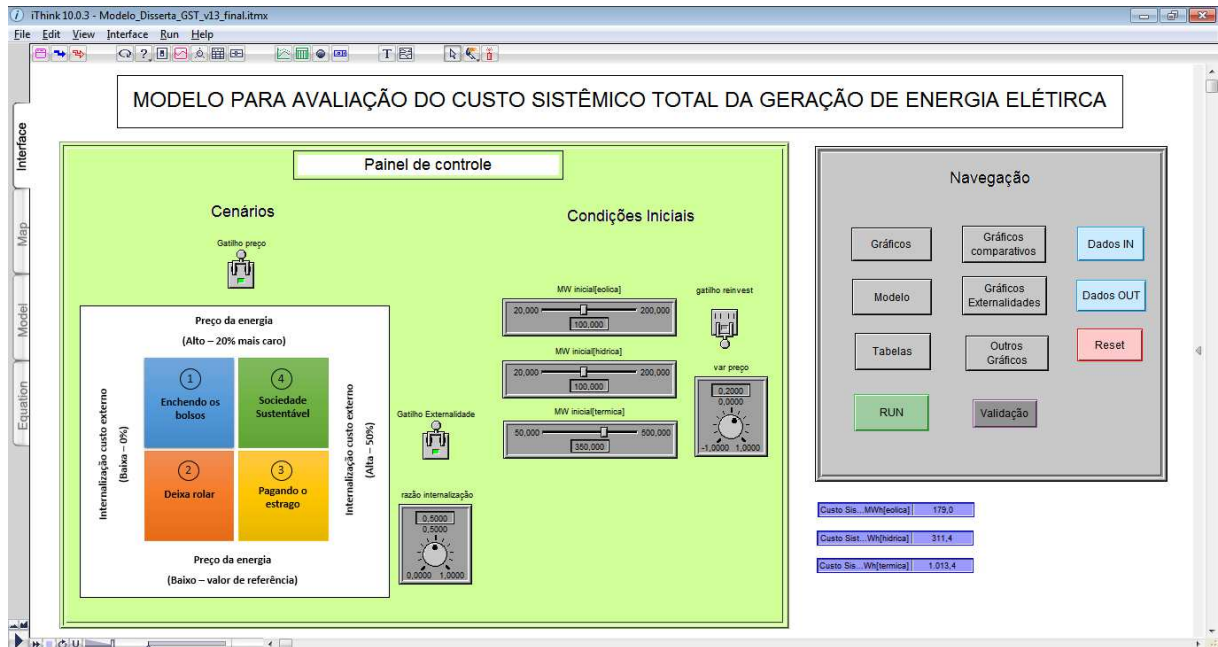 iThink 10.0.3 - Modelo_Disserta_GST_v13_final.itmx
File Edit View Interface Run Help
Interface
Map
Model
Equation
MODELO PARA AVALIAÇÃO DO CUSTO SISTÊMICO TOTAL DA GERAÇÃO DE ENERGIA ELÉTIRCA
Painel de controle
Cenários
Gatilho preço
Preço da energia
(Alto – 20% mais caro)
Internalização custo externo
(Baixa – 0%)
1
Enchendo os
bolsos
4
Sociedade
Sustentável
2
Deixa rolar
3
Pagando o
estrago
Internalização custo externo
(Alta – 50%)
Preço da energia
(Baixo – valor de referência)
Gatilho Externalidade
razão internalização
0,5000
0,5000
0,0000 1,0000
Condições Iniciais
MW inicial[eolica]
20,000 200,000
100,000
MW inicial[hidrica]
20,000 200,000
100,000
MW inicial[termica]
50,000 500,000
350,000
gatilho reinvest
var preço
0,2000
0,0000
-1,0000 1,0000
Navegação
Gráficos
Gráficos
comparativos
Dados IN
Modelo
Gráficos
Externalidades
Dados OUT
Tabelas
Outros
Gráficos
Reset
RUN
Validação
Custo Sis...MWh[eolica] 179,0
Custo Sist...Wh[hidrica] 311,4
Custo Sis...Wh[termica] 1.013,4